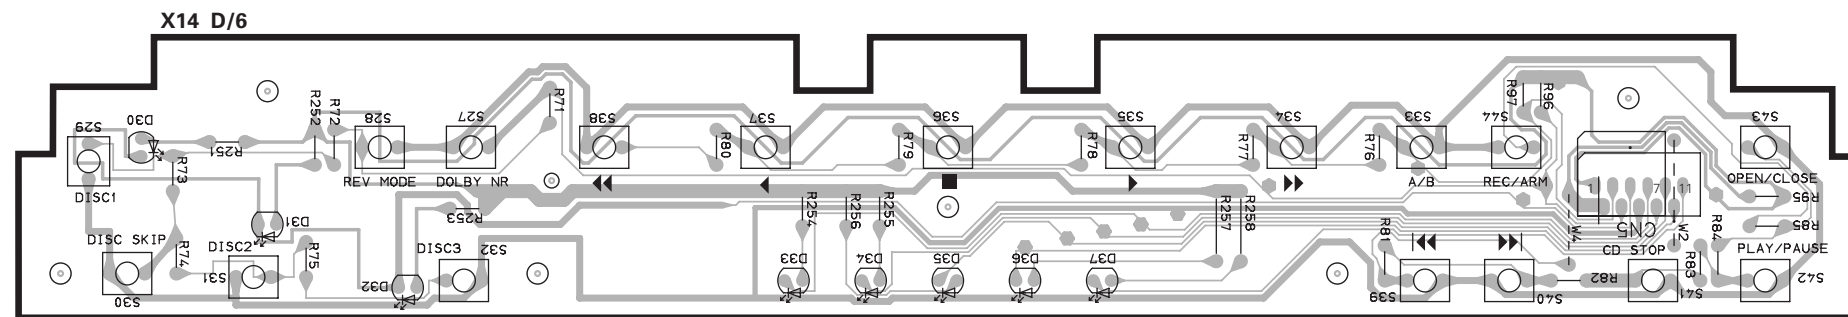 X14 D/6
D30
S29
R73
R251
R252
R72
S28
S27
R71
S38
R80
S37
R79
S36
R78
S35
R77
S34
R76
S33
S44
R97
R96
S43
DISC1
REV MODE
DOLBY NR
A/B
REC/ARM
1
7
11
OPEN/CLOSE
R95
D31
R253
R254
R256
R255
R257
R258
W4
CN5
W2
R84
R85
DISC SKIP
R74
DISC2
R75
DISC3
S32
R81
CD STOP
PLAY/PAUSE
S30
S31
D32
D33
D34
D35
D36
D37
S39
S40
R82
S41
R83
S42